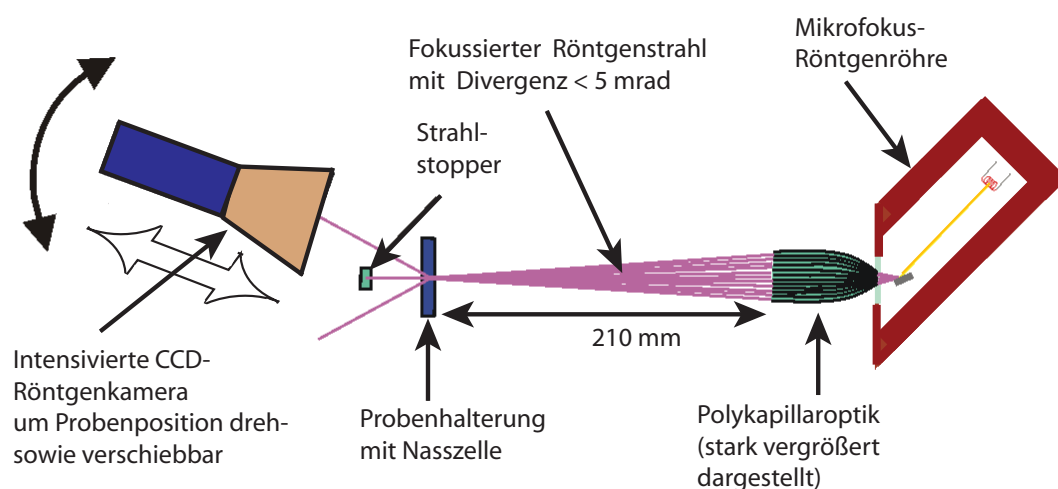 Fokussierter Röntgenstrahl
mit Divergenz < 5 mrad
Mikrofokus-
Röntgenröhre
Strahl-
stopper
210 mm
Intensivierte CCD-
Röntgenkamera
um Probenposition dreh-
sowie verschiebbar
Probenhalterung
mit Nasszelle
Polykapillaroptik
(stark vergrößert
dargestellt)